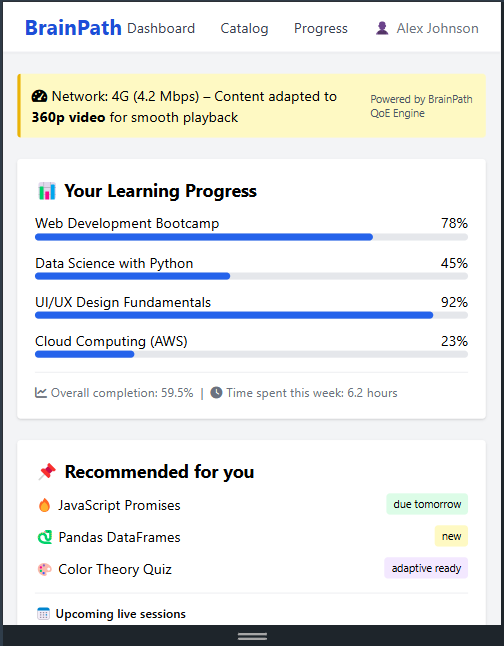 BrainPath Dashboard Catalog Progress Alex Johnson
Network: 4G (4.2 Mbps) – Content adapted to
360p video for smooth playback
Powered by BrainPath
QoE Engine
Your Learning Progress
Web Development Bootcamp 78%
Data Science with Python 45%
UI/UX Design Fundamentals 92%
Cloud Computing (AWS) 23%
Overall completion: 59.5% | Time spent this week: 6.2 hours
Recommended for you
JavaScript Promises due tomorrow
Pandas DataFrames new
Color Theory Quiz adaptive ready
Upcoming live sessions